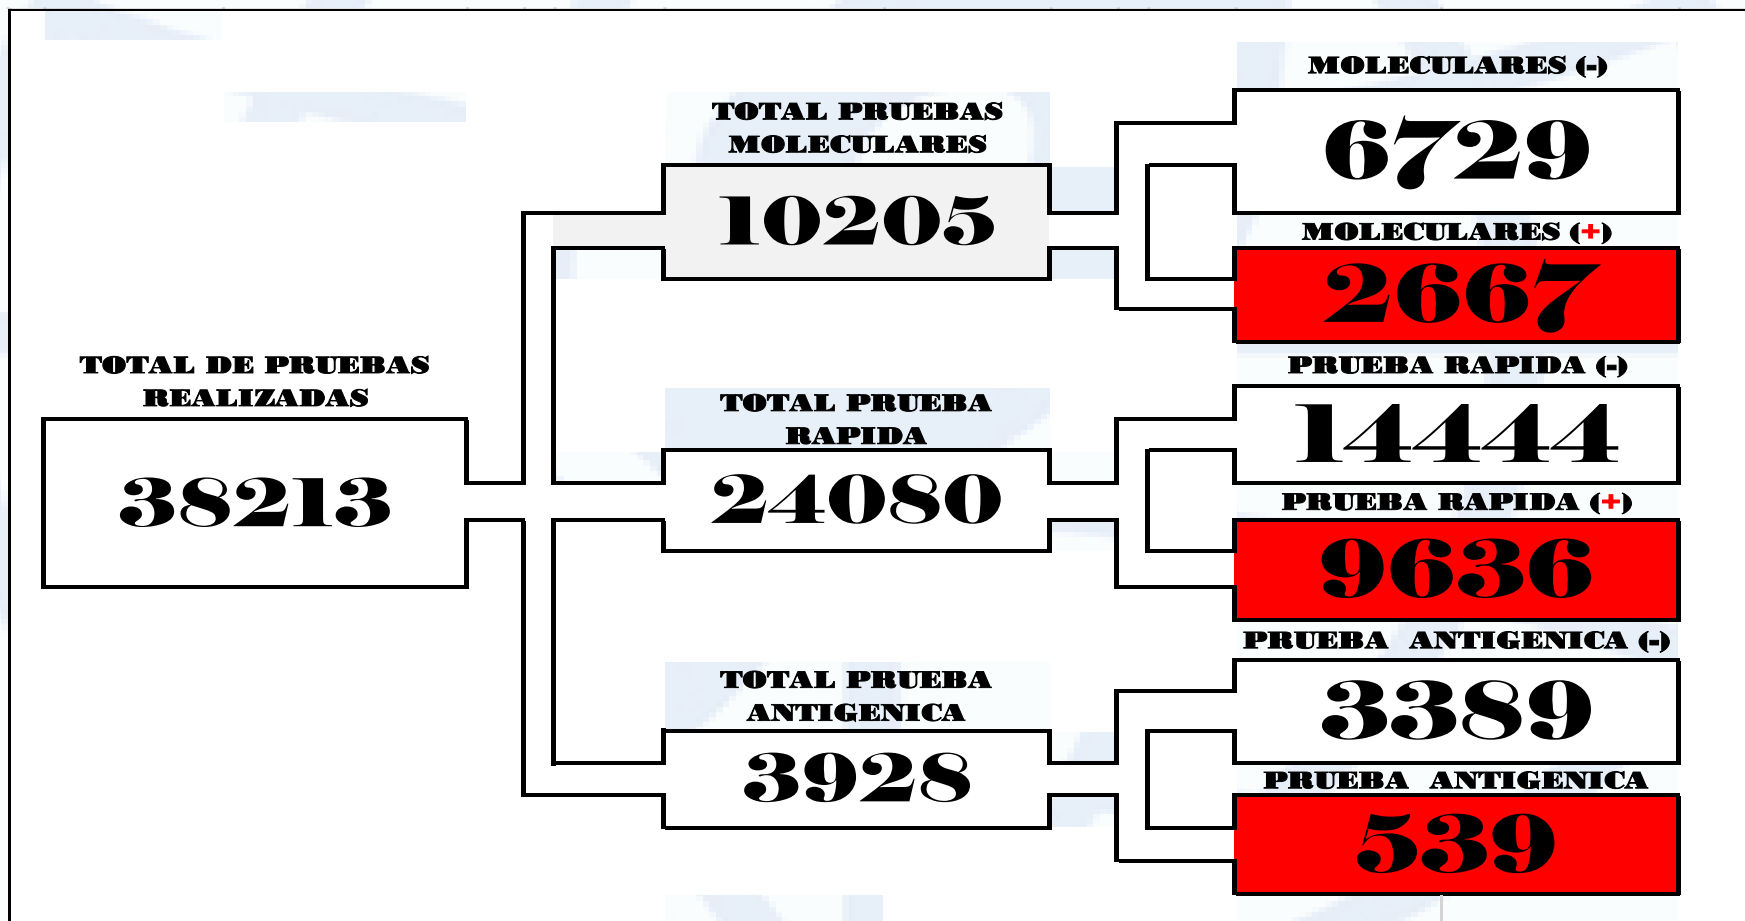 TOTAL DE PRUEBAS
REALIZADAS
38213
TOTAL PRUEBAS
MOLECULARES
10205
TOTAL PRUEBA
RAPIDA
24080
TOTAL PRUEBA
ANTIGENICA
3928
MOLECULARES (-)
6729
MOLECULARES (+)
2667
PRUEBA RAPIDA (-)
14444
PRUEBA RAPIDA (+)
9636
PRUEBA ANTIGENICA (-)
3389
PRUEBA ANTIGENICA
539